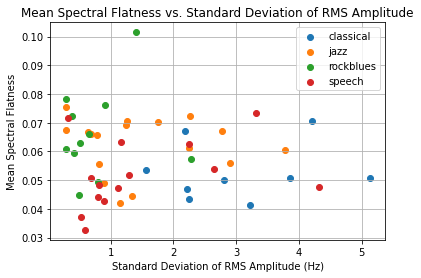 Mean Spectral Flatness vs. Standard Deviation of RMS Amplitude
classical
jazz
rockblues
speech
Mean Spectral Flatness
0.10
0.09
0.08
0.07
0.06
0.05
0.04
0.03
1 2 3 4 5
Standard Deviation of RMS Amplitude (Hz)